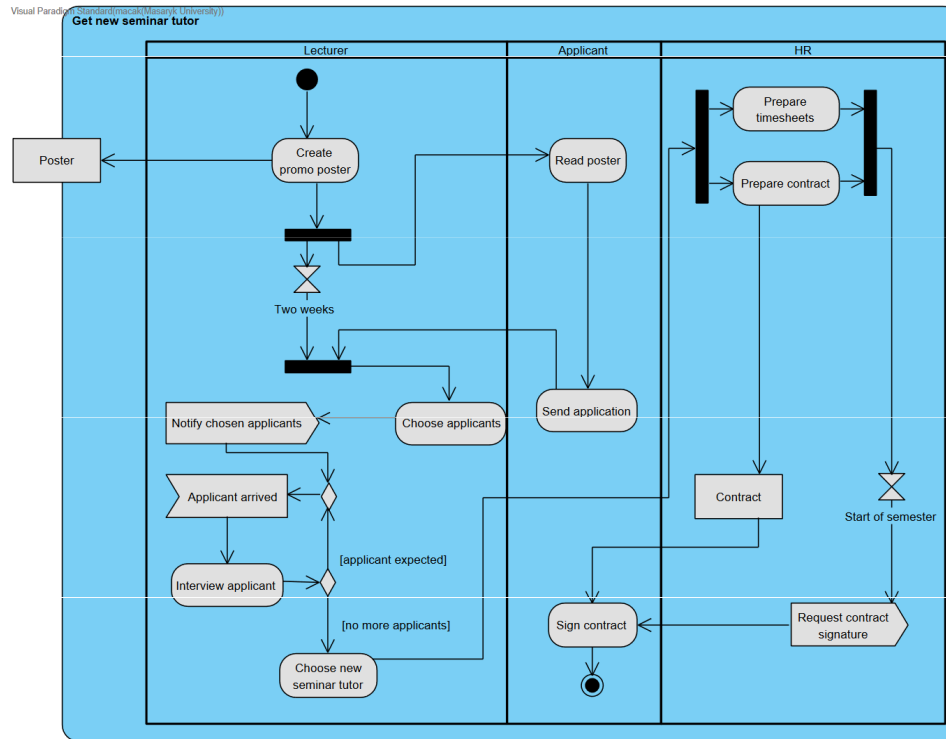 Visual Paradigm Standard(macak(Masaryk University))
Get new seminar tutor
Lecturer
Applicant
HR
Prepare
timesheets
Poster
Create
promo poster
Read poster
Prepare contract
Two weeks
Send application
Notify chosen applicants
Choose applicants
Applicant arrived
Contract
Start of semester
[applicant expected]
Interview applicant
[no more applicants]
Sign contract
Request contract
signature
Choose new
seminar tutor